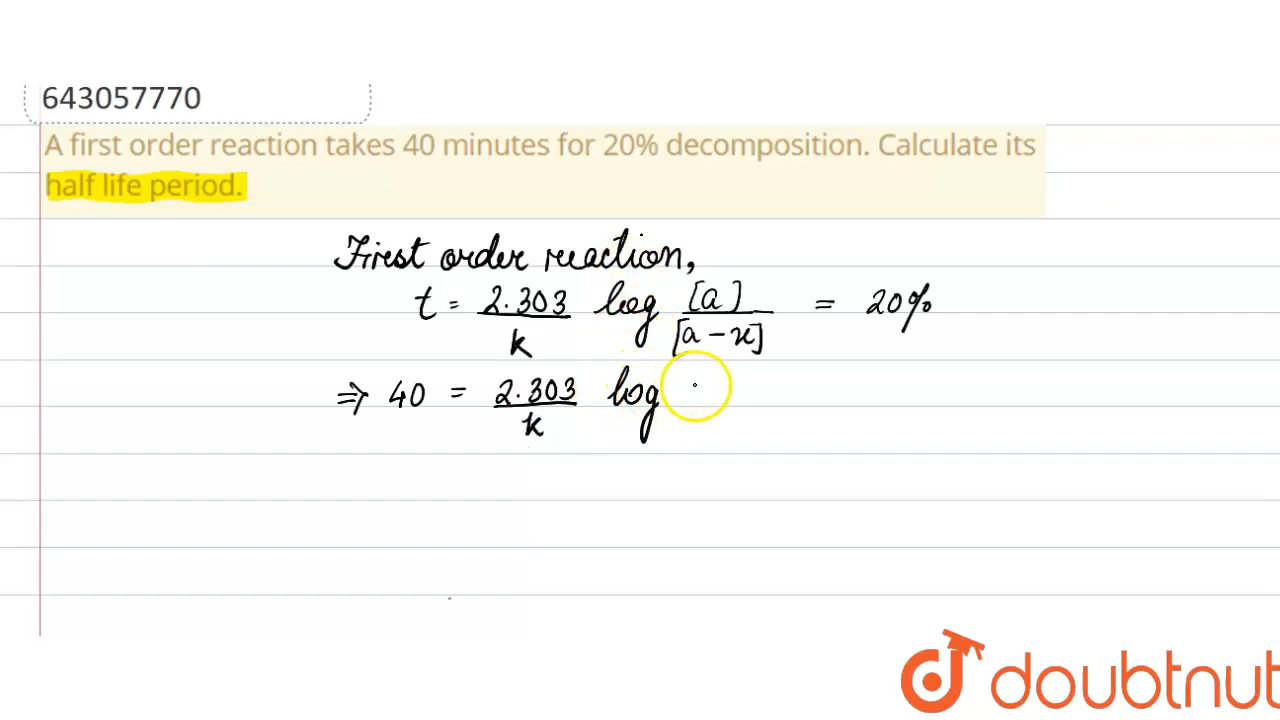 643057770
A first order reaction takes 40 minutes for 20% decomposition. Calculate its
half life period.
First order reaction,
t = 2.303/k log [a]/[a-x] = 20%
⇒ 40 = 2.303/k log
doubtnut